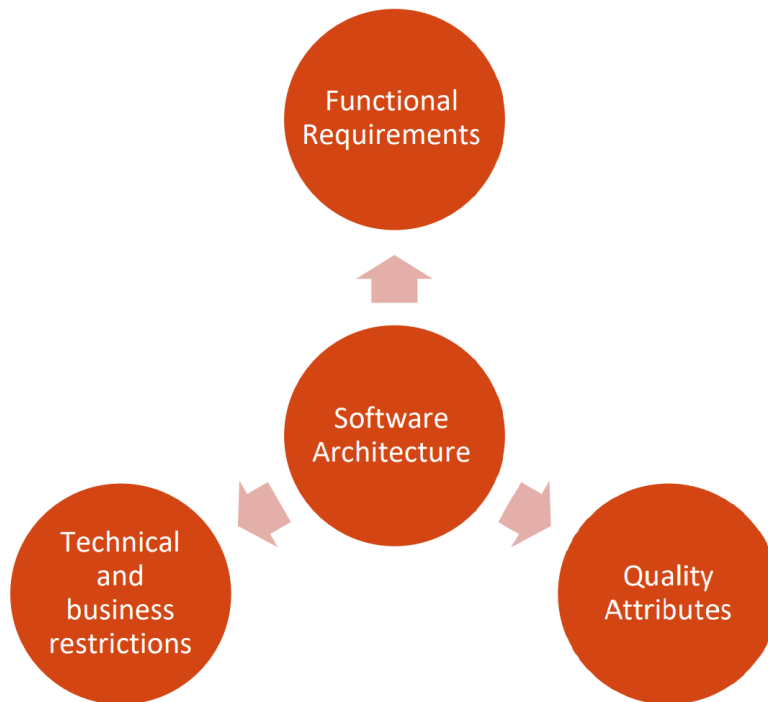 Functional
Requirements
Software
Architecture
Technical
and
business
restrictions
Quality
Attributes